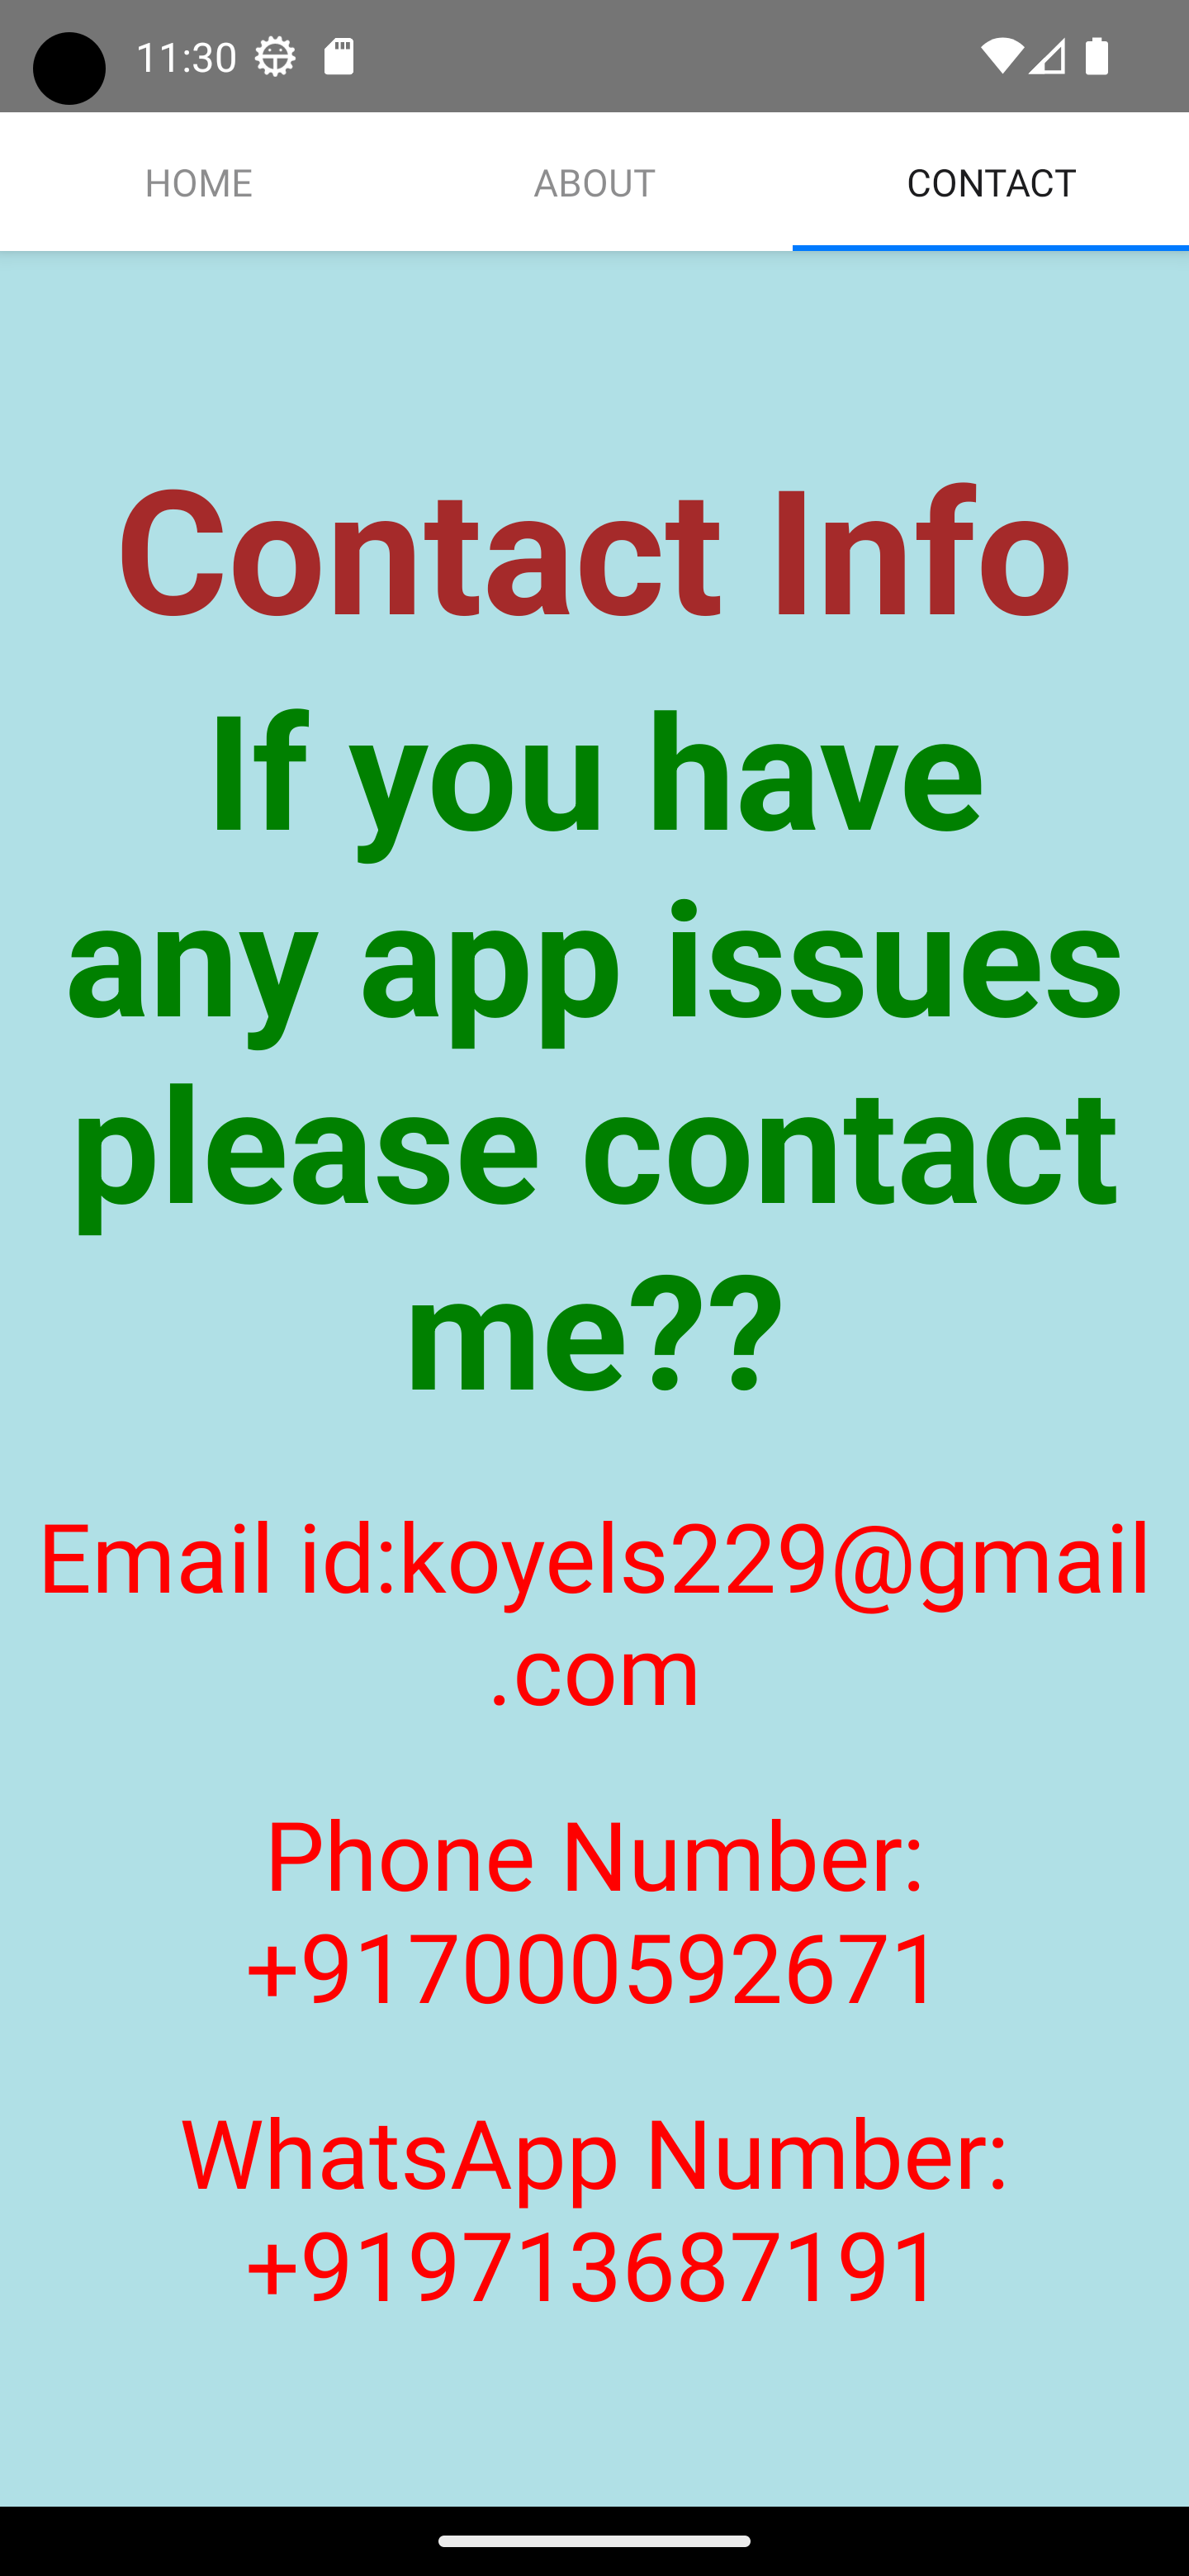 11:30
HOME ABOUT CONTACT
Contact Info
If you have
any app issues
please contact
me??
Email id:koyels229@gmail
.com
Phone Number:
+917000592671
WhatsApp Number:
+919713687191